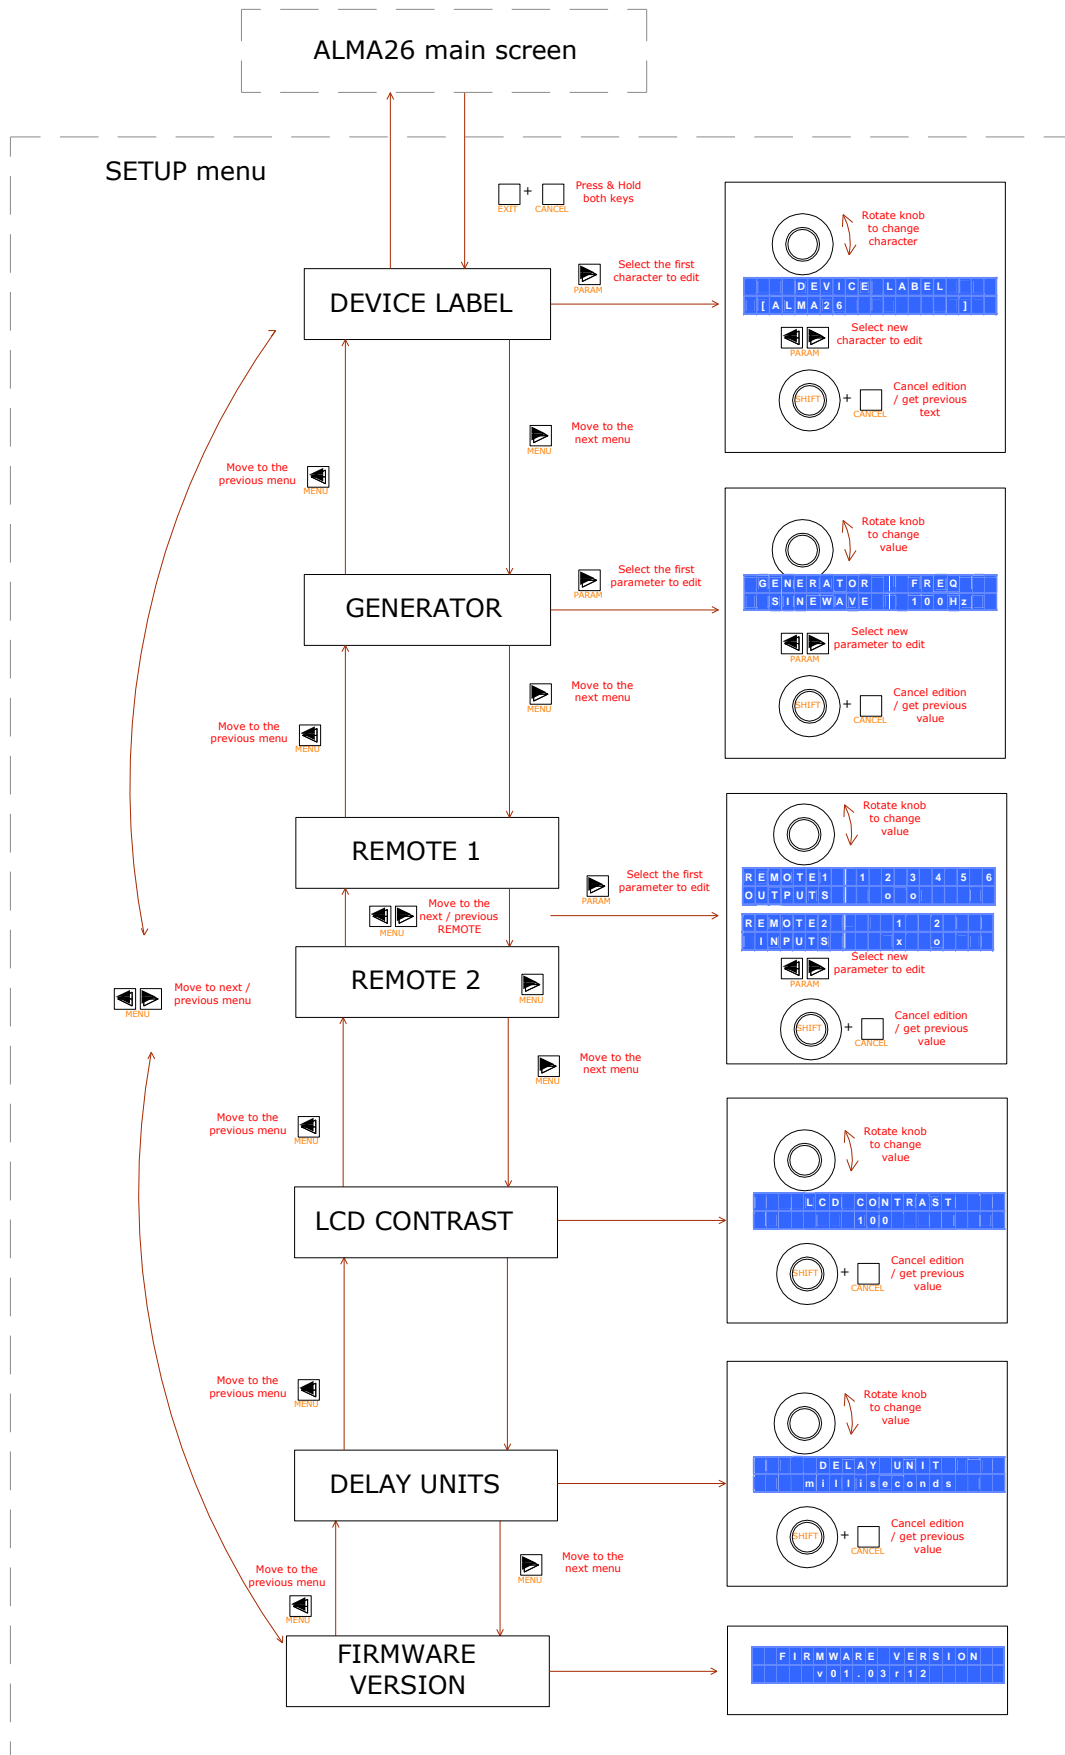 ALMA26 main screen
SETUP menu
EXIT
+
CANCEL
Press & Hold
both keys
DEVICE LABEL
PARAM
Select the first
character to edit
Rotate knob
to change
character
DEVICE LABEL
[ALMA26 ]
PARAM
Select new
character to edit
SHIFT
+
CANCEL
Cancel edition
/ get previous
text
MENU
Move to the
next menu
Move to the
previous menu
MENU
GENERATOR
PARAM
Select the first
parameter to edit
Rotate knob
to change
value
GENERATOR FREQ
SINEWAVE 100Hz
PARAM
Select new
parameter to edit
SHIFT
+
CANCEL
Cancel edition
/ get previous
value
MENU
Move to the
next menu
Move to the
previous menu
MENU
REMOTE 1
MENU
Move to the
next / previous
REMOTE
REMOTE 2
MENU
PARAM
Select the first
parameter to edit
Rotate knob
to change
value
REMOTE1 1 2 3 4 5 6
OUTPUTS o o
REMOTE2 1 2
INPUTS x o
PARAM
Select new
parameter to edit
SHIFT
+
CANCEL
Cancel edition
/ get previous
value
MENU
Move to next /
previous menu
MENU
Move to the
next menu
Move to the
previous menu
MENU
LCD CONTRAST
Rotate knob
to change
value
LCD CONTRAST
100
SHIFT
+
CANCEL
Cancel edition
/ get previous
value
Move to the
previous menu
MENU
DELAY UNITS
Rotate knob
to change
value
DELAY UNIT
milliseconds
SHIFT
+
CANCEL
Cancel edition
/ get previous
value
MENU
Move to the
next menu
Move to the
previous menu
MENU
FIRMWARE
VERSION
FIRMWARE VERSION
v01.03r12